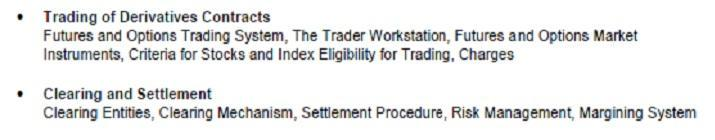 • Trading of Derivatives Contracts
Futures and Options Trading System, The Trader Workstation, Futures and Options Market
Instruments, Criteria for Stocks and Index Eligibility for Trading, Charges
• Clearing and Settlement
Clearing Entities, Clearing Mechanism, Settlement Procedure, Risk Management, Margining System